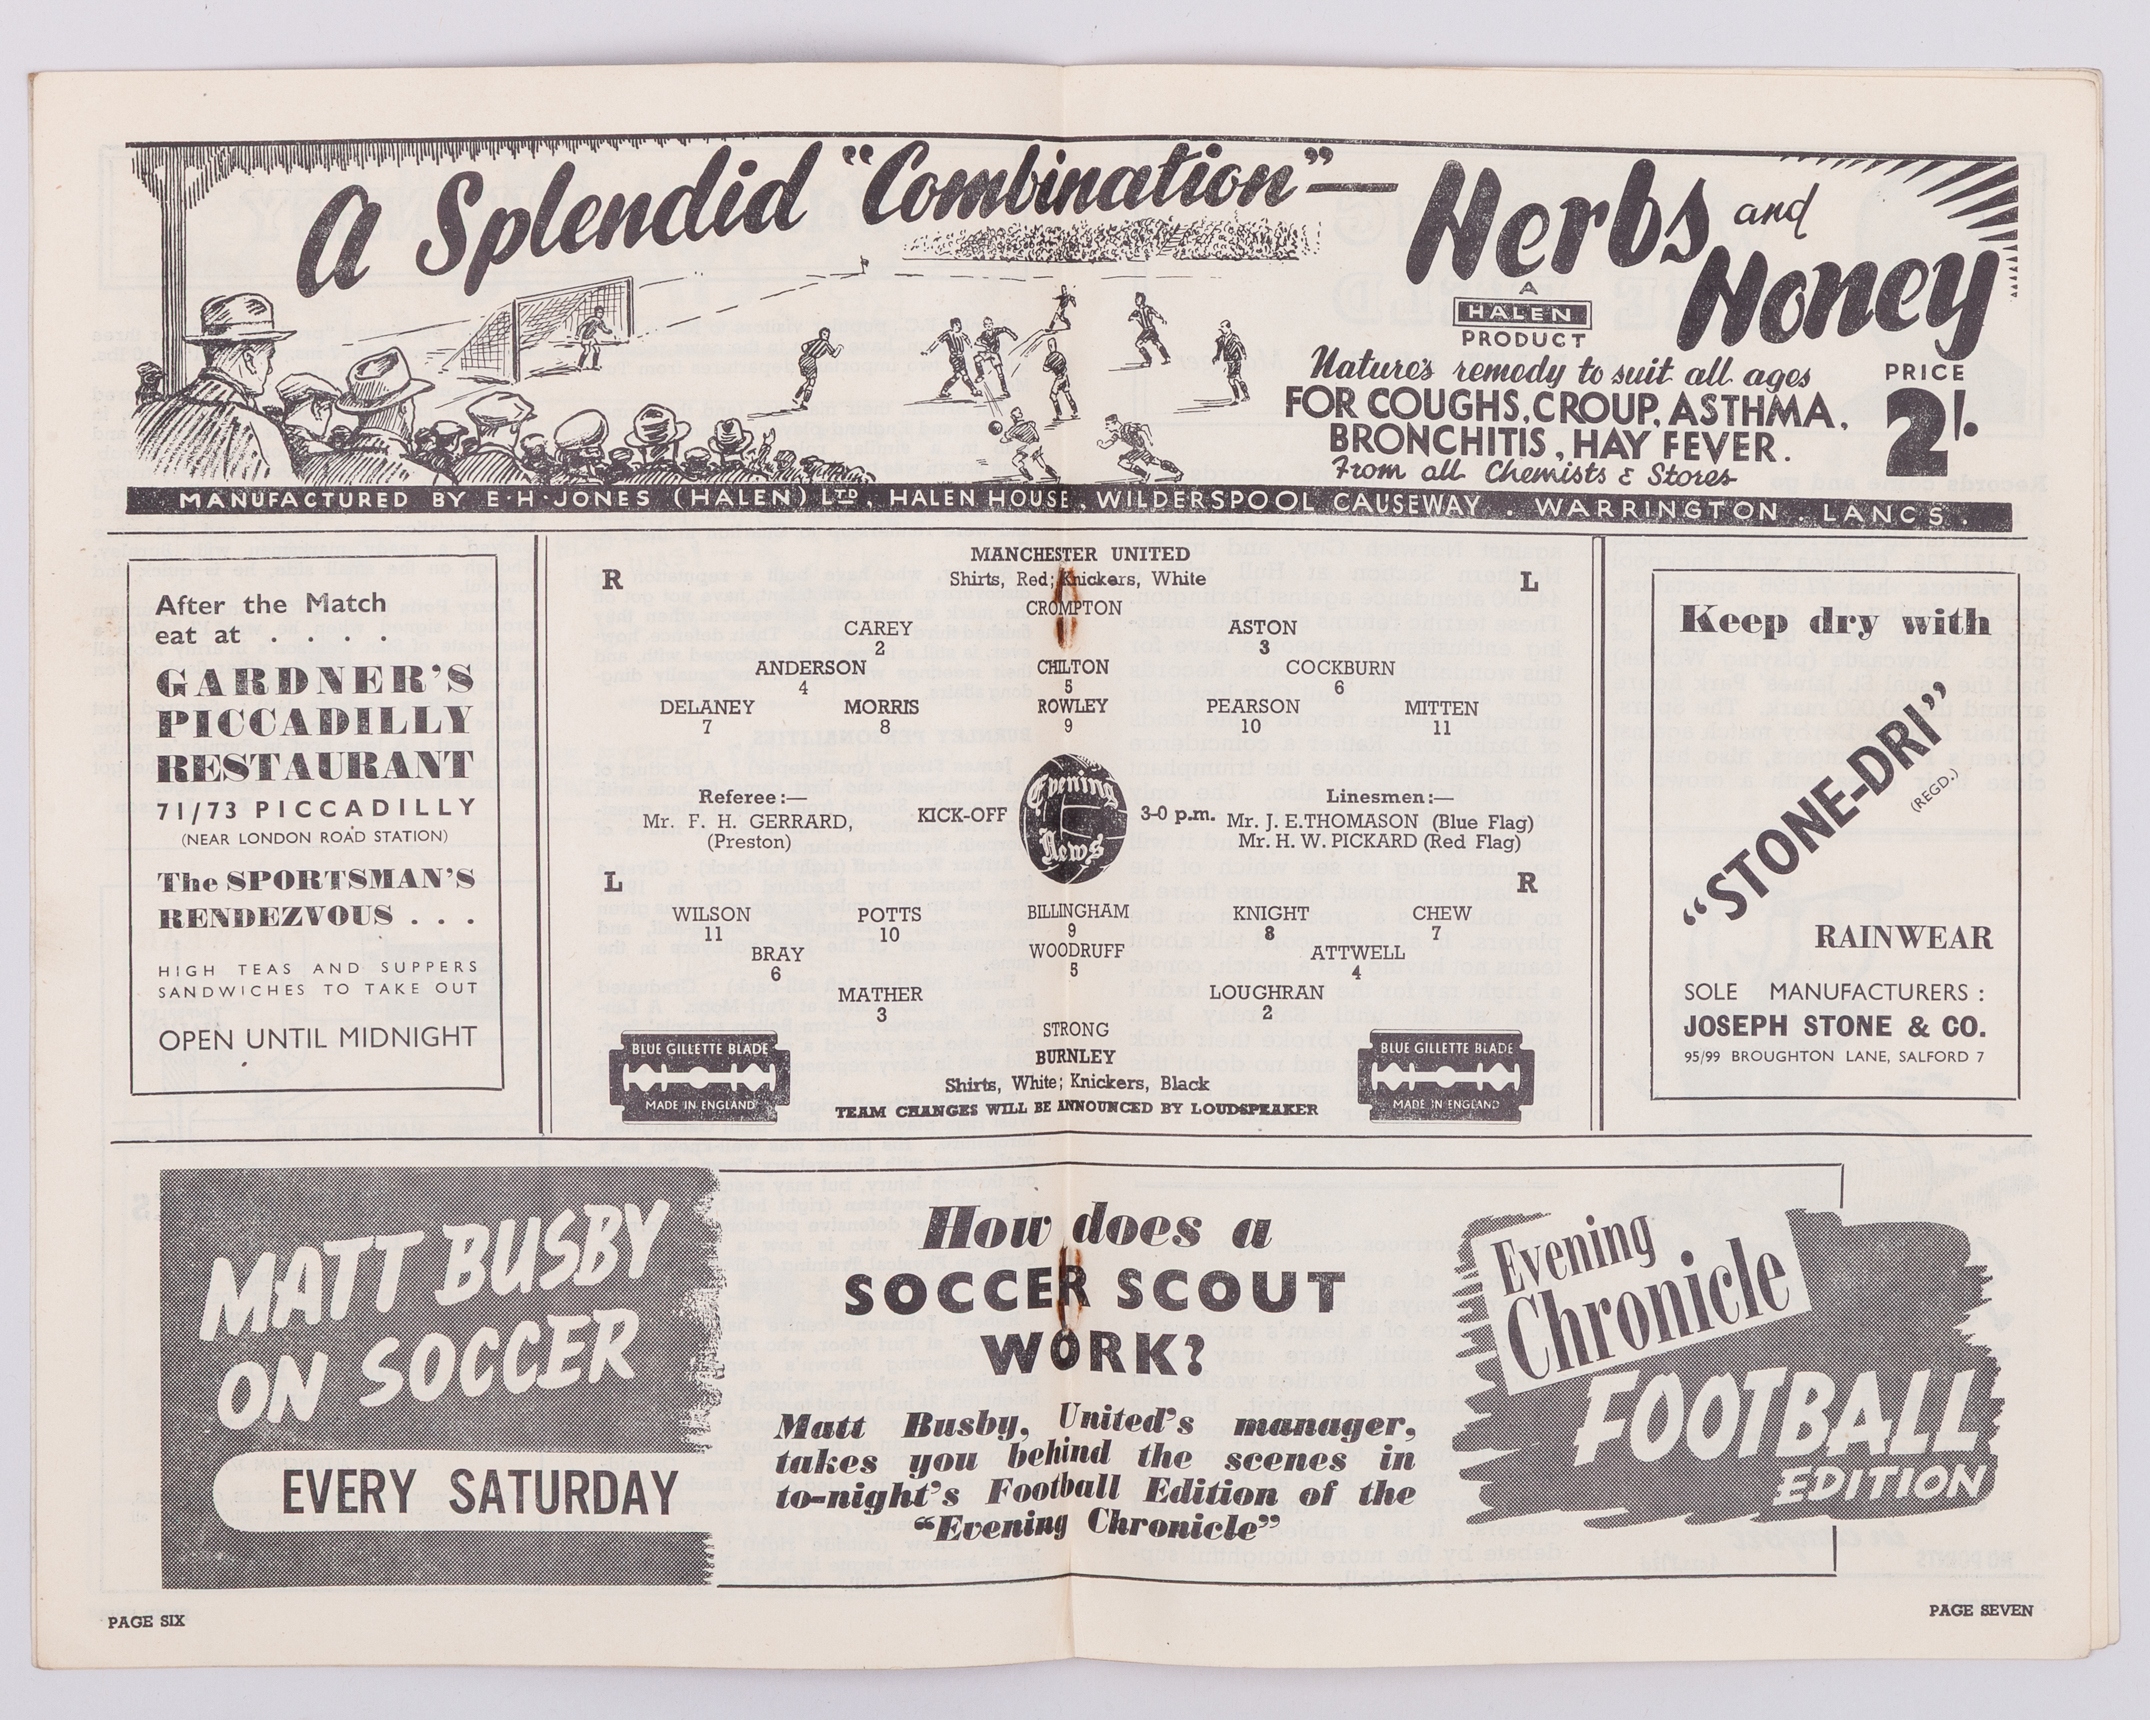 A Splendid "Combination"— Herbs and Honey
A
HALEN
PRODUCT
Nature's remedy to suit all ages
FOR COUGHS, CROUP, ASTHMA,
BRONCHITIS, HAY FEVER.
From all Chemists & Stores
PRICE
2/-
MANUFACTURED BY E·H·JONES (HALEN) LTD, HALEN HOUSE, WILDERSPOOL CAUSEWAY . WARRINGTON . LANCS.
After the Match
eat at . . . .
GARDNER'S
PICCADILLY
RESTAURANT
71/73 PICCADILLY
(NEAR LONDON ROAD STATION)
The SPORTSMAN'S
RENDEZVOUS . . .
HIGH TEAS AND SUPPERS
SANDWICHES TO TAKE OUT
OPEN UNTIL MIDNIGHT
MANCHESTER UNITED
R Shirts, Red; Knickers, White L
CROMPTON
CAREY ASTON
2 3
ANDERSON CHILTON COCKBURN
4 5 6
DELANEY MORRIS ROWLEY PEARSON MITTEN
7 8 9 10 11
Referee:—
Mr. F. H. GERRARD,
(Preston)
KICK-OFF Evening News 3-0 p.m.
Linesmen:—
Mr. J. E. THOMASON (Blue Flag)
Mr. H. W. PICKARD (Red Flag)
L R
WILSON POTTS BILLINGHAM KNIGHT CHEW
11 10 9 8 7
BRAY WOODRUFF ATTWELL
6 5 4
MATHER LOUGHRAN
3 2
STRONG
BURNLEY
Shirts, White; Knickers, Black
TEAM CHANGES WILL BE ANNOUNCED BY LOUDSPEAKER
BLUE GILLETTE BLADE
MADE IN ENGLAND
BLUE GILLETTE BLADE
MADE IN ENGLAND
Keep dry with
"STONE-DRI"
(REGD.)
RAINWEAR
SOLE MANUFACTURERS :
JOSEPH STONE & CO.
95/99 BROUGHTON LANE, SALFORD 7
MATT BUSBY
ON SOCCER
EVERY SATURDAY
How does a
SOCCER SCOUT
WORK?
Matt Busby, United's manager,
takes you behind the scenes in
to-night's Football Edition of the
"Evening Chronicle"
Evening
Chronicle
FOOTBALL
EDITION
PAGE SIX
PAGE SEVEN